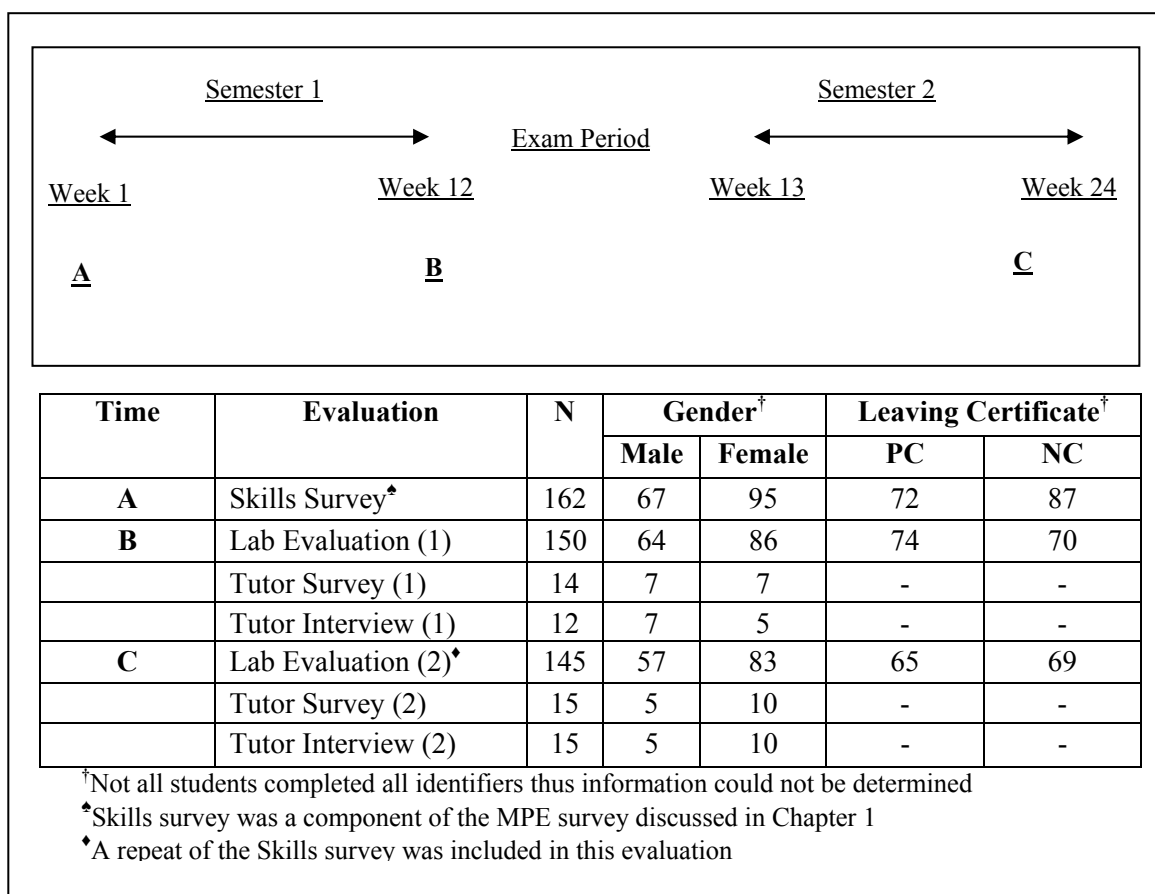 Semester 1 Semester 2
Exam Period
Week 1 Week 12 Week 13 Week 24
A B C
Time Evaluation N Gender† Leaving Certificate†
Male Female PC NC
A Skills Survey♠ 162 67 95 72 87
B Lab Evaluation (1) 150 64 86 74 70
Tutor Survey (1) 14 7 7 - -
Tutor Interview (1) 12 7 5 - -
C Lab Evaluation (2)♦ 145 57 83 65 69
Tutor Survey (2) 15 5 10 - -
Tutor Interview (2) 15 5 10 - -
†Not all students completed all identifiers thus information could not be determined
♠Skills survey was a component of the MPE survey discussed in Chapter 1
♦A repeat of the Skills survey was included in this evaluation